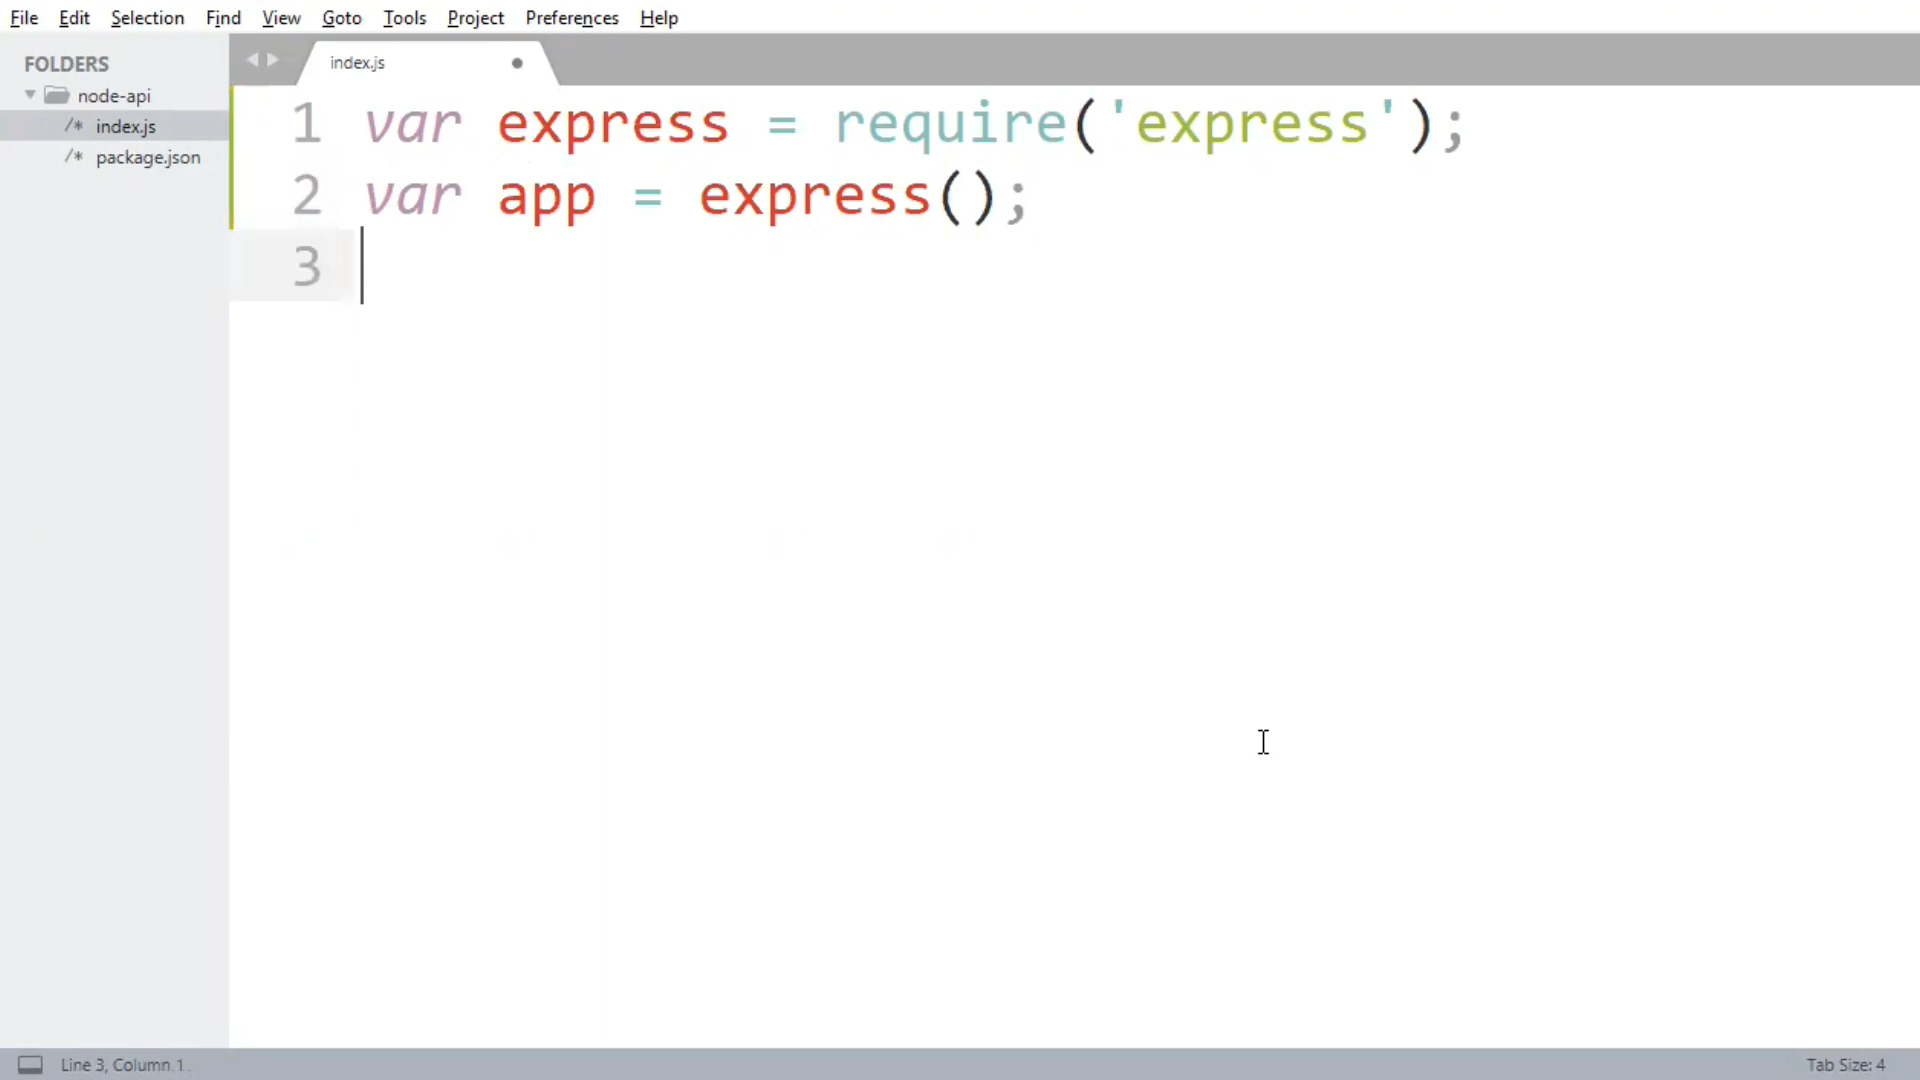 File Edit Selection Find View Goto Tools Project Preferences Help
FOLDERS
node-api
/* index.js
/* package.json
index.js
1 var express = require('express');
2 var app = express();
3
Line 3, Column 1
Tab Size: 4